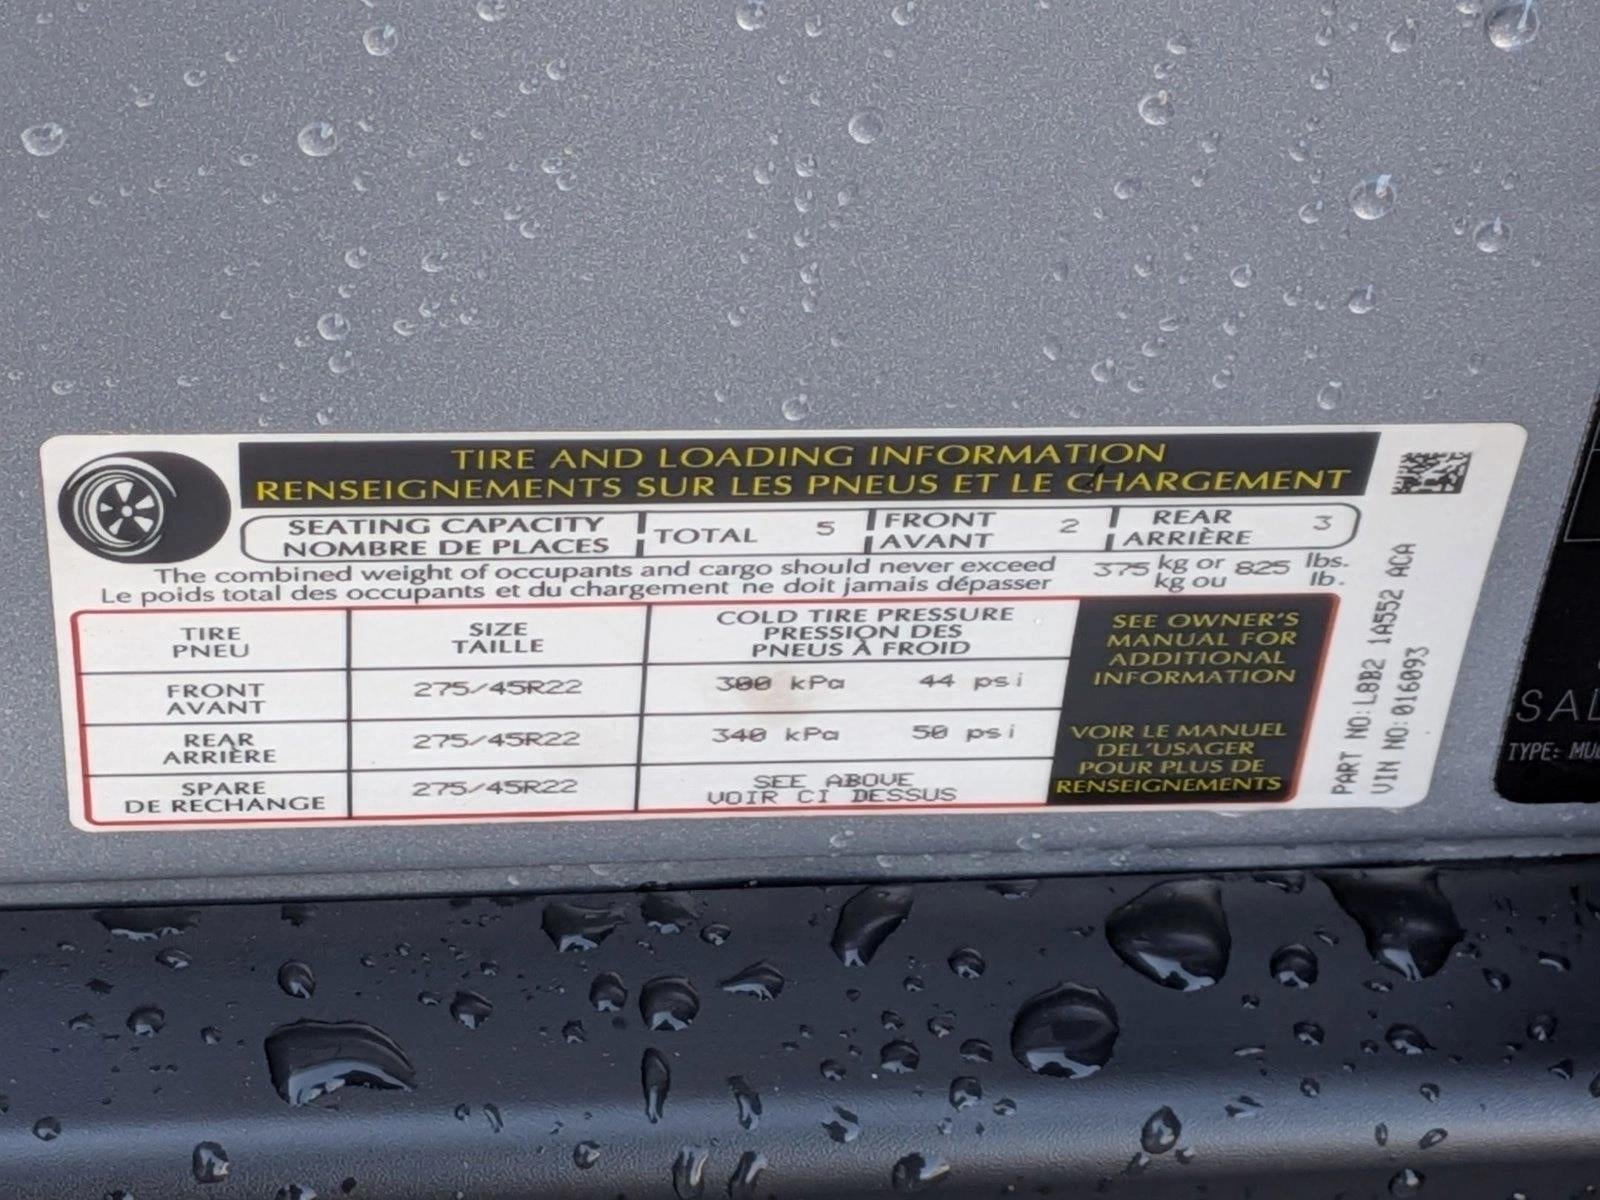 TIRE AND LOADING INFORMATION
RENSEIGNEMENTS SUR LES PNEUS ET LE CHARGEMENT
SEATING CAPACITY
NOMBRE DE PLACES
TOTAL 5
FRONT
AVANT 2
REAR
ARRIÈRE 3
The combined weight of occupants and cargo should never exceed 375 kg or 825 lbs.
Le poids total des occupants et du chargement ne doit jamais dépasser kg ou lb.
TIRE
PNEU
SIZE
TAILLE
COLD TIRE PRESSURE
PRESSION DES
PNEUS À FROID
FRONT
AVANT
275/45R22
300 kPa 44 psi
REAR
ARRIÈRE
275/45R22
340 kPa 50 psi
SPARE
DE RECHANGE
275/45R22
SEE ABOVE
VOIR CI DESSUS
SEE OWNER'S
MANUAL FOR
ADDITIONAL
INFORMATION
VOIR LE MANUEL
DEL'USAGER
POUR PLUS DE
RENSEIGNEMENTS
PART NO:L8B2 1A552 ACA
VIN NO:016093
SAL
TYPE: